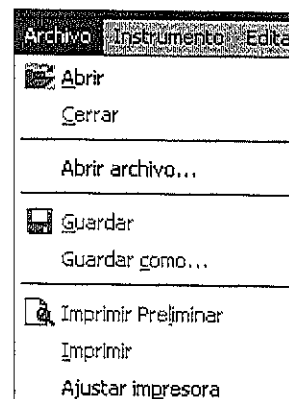 Archivo Instrumento Edita
Abrir
Cerrar
Abrir archivo...
Guardar
Guardar como...
Imprimir Preliminar
Imprimir
Ajustar impresora